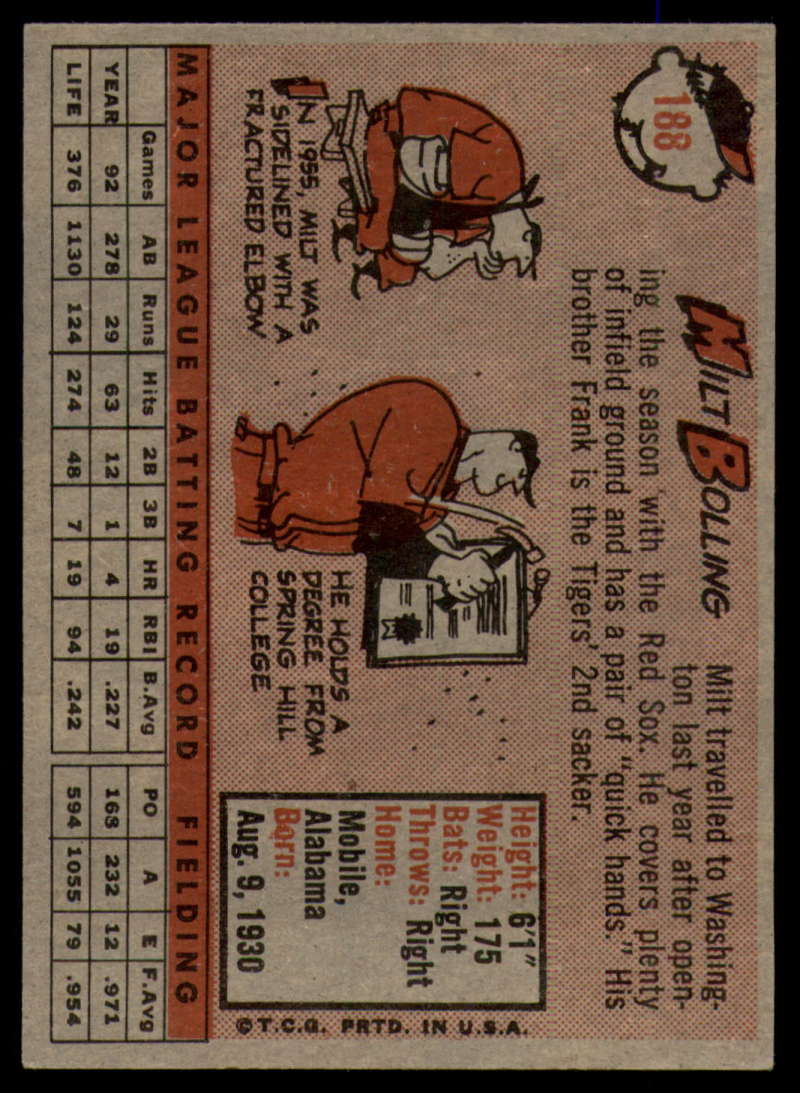 188
MILT BOLLING
Milt travelled to Washing-
ton last year after open-
ing the season with the Red Sox. He covers plenty
of infield ground and has a pair of "quick hands." His
brother Frank is the Tigers' 2nd sacker.
IN 1955, MILT WAS
SIDELINED WITH A
FRACTURED ELBOW
HE HOLDS A
DEGREE FROM
SPRING HILL
COLLEGE
Height: 6'1"
Weight: 175
Bats: Right
Throws: Right
Home:
Mobile,
Alabama
Born:
Aug. 9, 1930
©T.C.G. PRTD. IN U.S.A.
MAJOR LEAGUE BATTING RECORD FIELDING
Games AB Runs Hits 2B 3B HR RBI B.Avg PO A E F.Avg
YEAR 92 278 29 63 12 1 4 19 .227 168 232 12 .971
LIFE 376 1130 124 274 48 7 19 94 .242 594 1055 79 .954